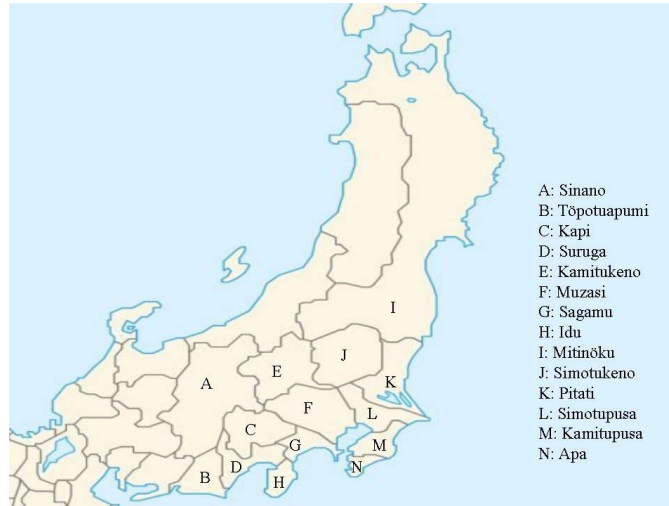 I
J
E
A
K
F
L
C
G
M
D
B
H
N
A: Sinano
B: Töpotuapumi
C: Kapi
D: Suruga
E: Kamitukeno
F: Muzasi
G: Sagamu
H: Idu
I: Mitinöku
J: Simotukeno
K: Pitati
L: Simotupusa
M: Kamitupusa
N: Apa